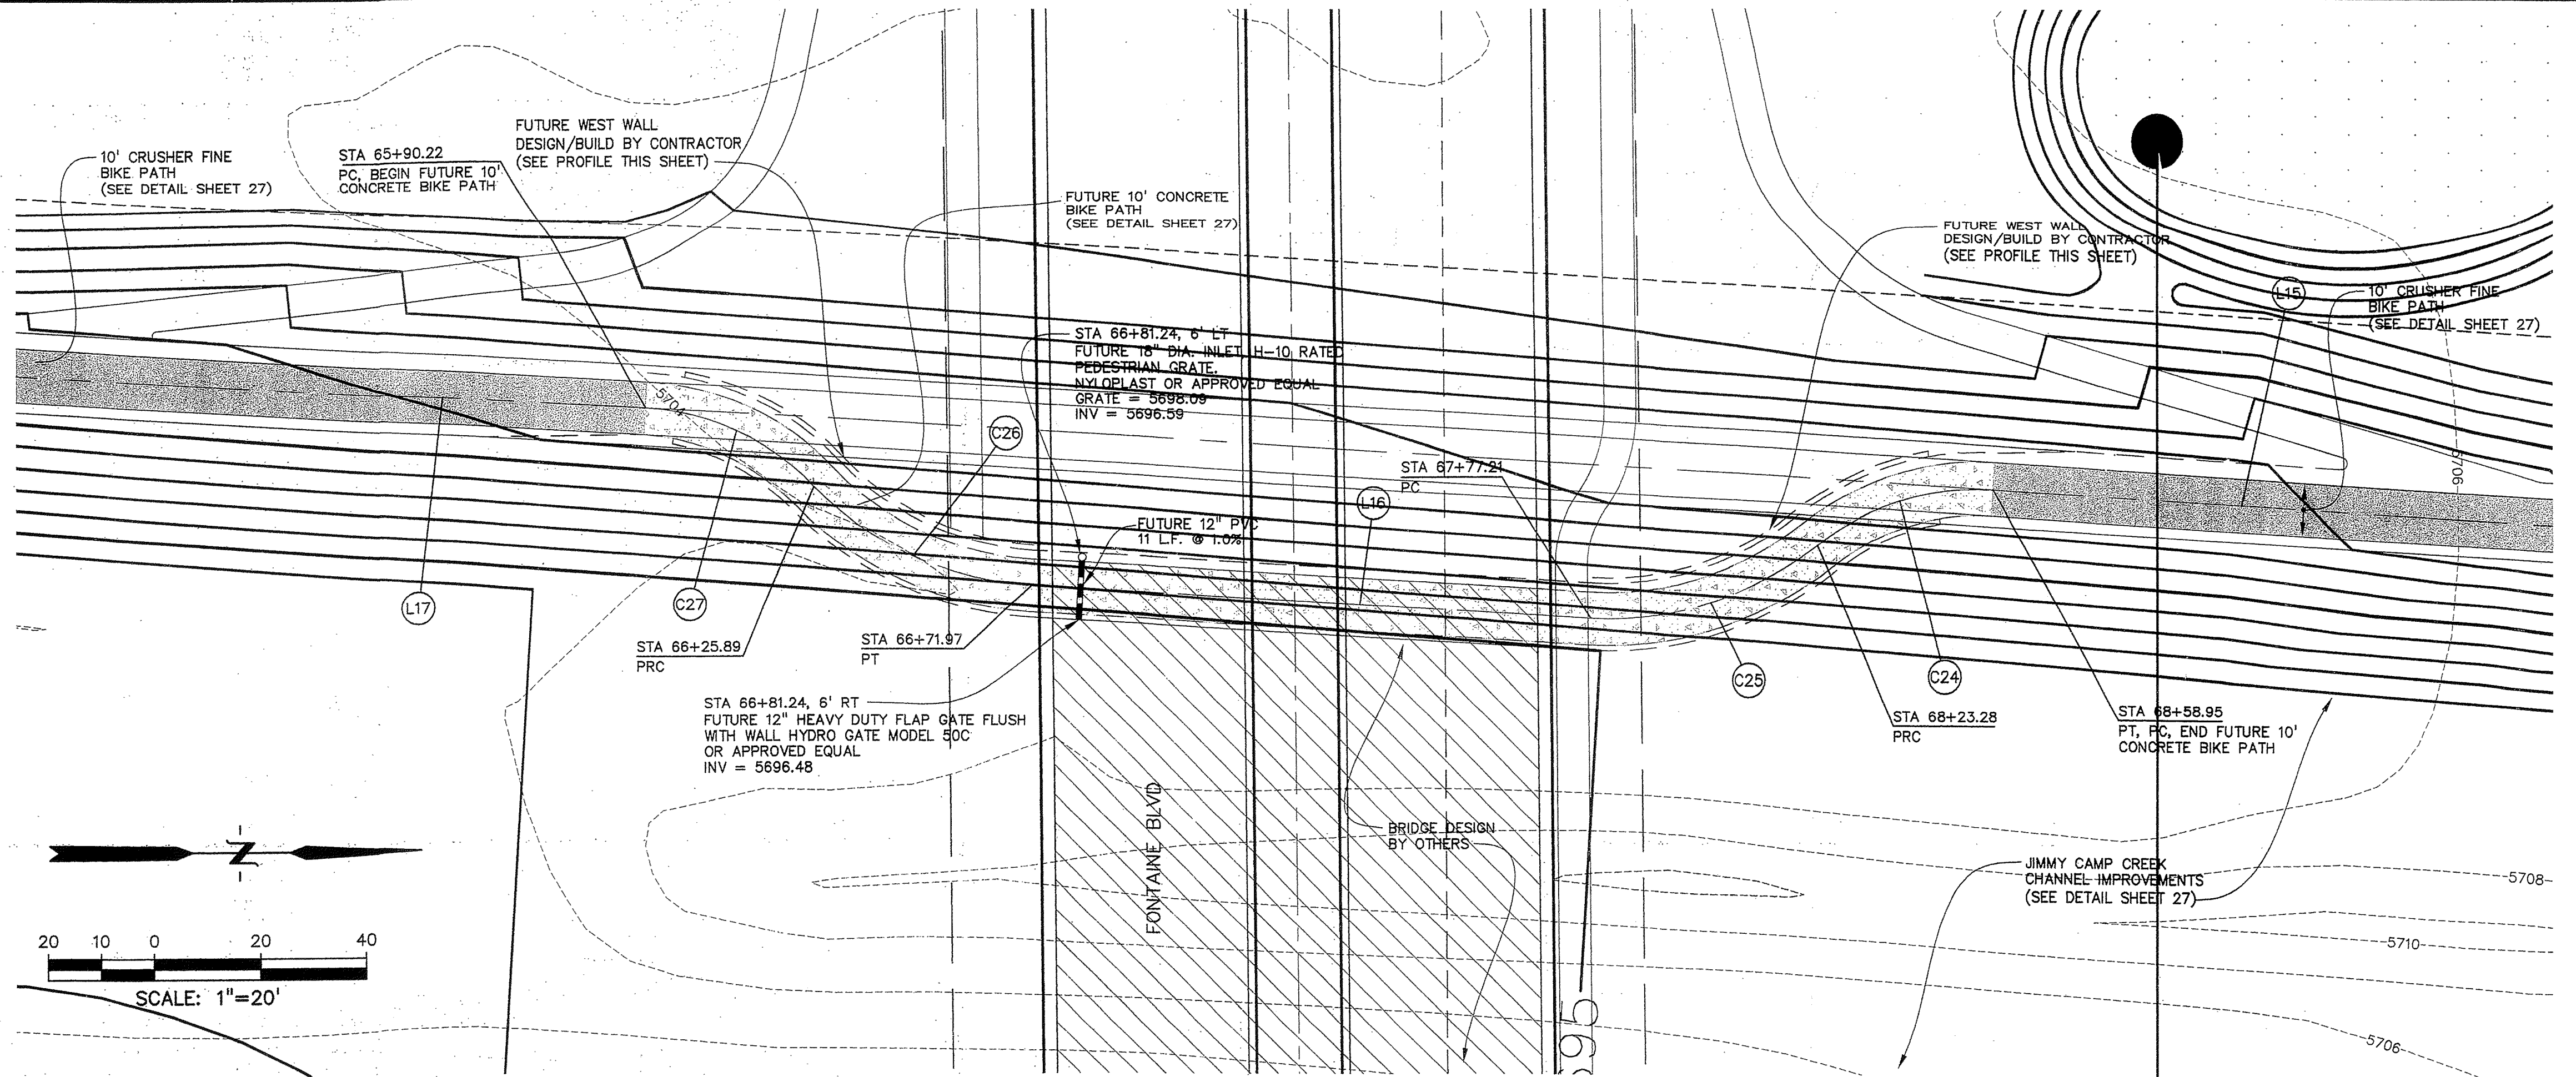 10' CRUSHER FINE
BIKE PATH
(SEE DETAIL SHEET 27)
STA 65+90.22
PC, BEGIN FUTURE 10'
CONCRETE BIKE PATH
FUTURE WEST WALL
DESIGN/BUILD BY CONTRACTOR
(SEE PROFILE THIS SHEET)
FUTURE 10' CONCRETE
BIKE PATH
(SEE DETAIL SHEET 27)
FUTURE WEST WALL
DESIGN/BUILD BY CONTRACTOR
(SEE PROFILE THIS SHEET)
L15
10' CRUSHER FINE
BIKE PATH
(SEE DETAIL SHEET 27)
STA 66+81.24, 6' LT
FUTURE 18" DIA. INLET, H-10 RATED
PEDESTRIAN GRATE.
NYLOPLAST OR APPROVED EQUAL
GRATE = 5698.09
INV = 5696.59
5704
C26
STA 67+77.21
PC
L16
5706
FUTURE 12" PVC
11 L.F. @ 1.0%
L17
C27
STA 66+25.89
PRC
STA 66+71.97
PT
C25
C24
STA 66+81.24, 6' RT
FUTURE 12" HEAVY DUTY FLAP GATE FLUSH
WITH WALL HYDRO GATE MODEL 50C
OR APPROVED EQUAL
INV = 5696.48
STA 68+23.28
PRC
STA 68+58.95
PT, PC, END FUTURE 10'
CONCRETE BIKE PATH
FONTAINE BLVD
BRIDGE DESIGN
BY OTHERS
JIMMY CAMP CREEK
CHANNEL IMPROVEMENTS
(SEE DETAIL SHEET 27)
5708
5710
5706
695
N
20 10 0 20 40
SCALE: 1"=20'